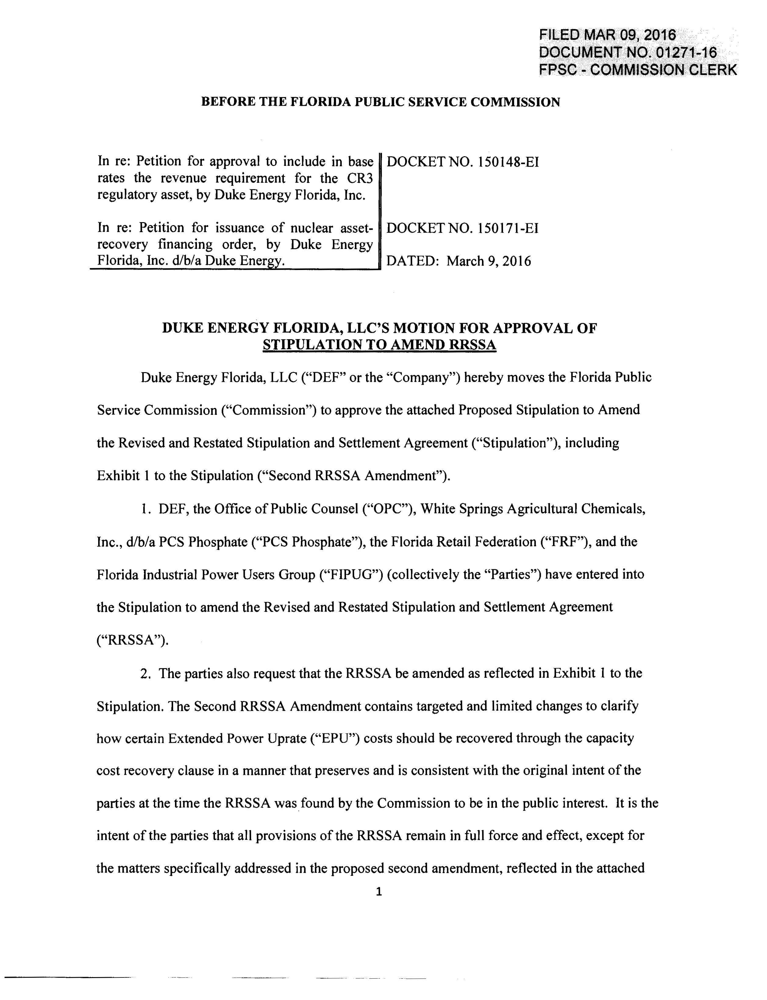 FILED MAR 09, 2016
DOCUMENT NO. 01271-16
FPSC - COMMISSION CLERK
BEFORE THE FLORIDA PUBLIC SERVICE COMMISSION
In re: Petition for approval to include in base
rates the revenue requirement for the CR3
regulatory asset, by Duke Energy Florida, Inc.
DOCKET NO. 150148-EI
In re: Petition for issuance of nuclear asset-
recovery financing order, by Duke Energy
Florida, Inc. d/b/a Duke Energy.
DOCKET NO. 150171-EI
DATED: March 9, 2016
DUKE ENERGY FLORIDA, LLC'S MOTION FOR APPROVAL OF
STIPULATION TO AMEND RRSSA
Duke Energy Florida, LLC (“DEF” or the “Company”) hereby moves the Florida Public
Service Commission (“Commission”) to approve the attached Proposed Stipulation to Amend
the Revised and Restated Stipulation and Settlement Agreement (“Stipulation”), including
Exhibit 1 to the Stipulation (“Second RRSSA Amendment”).
1. DEF, the Office of Public Counsel (“OPC”), White Springs Agricultural Chemicals,
Inc., d/b/a PCS Phosphate (“PCS Phosphate”), the Florida Retail Federation (“FRF”), and the
Florida Industrial Power Users Group (“FIPUG”) (collectively the “Parties”) have entered into
the Stipulation to amend the Revised and Restated Stipulation and Settlement Agreement
(“RRSSA”).
2. The parties also request that the RRSSA be amended as reflected in Exhibit 1 to the
Stipulation. The Second RRSSA Amendment contains targeted and limited changes to clarify
how certain Extended Power Uprate (“EPU”) costs should be recovered through the capacity
cost recovery clause in a manner that preserves and is consistent with the original intent of the
parties at the time the RRSSA was found by the Commission to be in the public interest. It is the
intent of the parties that all provisions of the RRSSA remain in full force and effect, except for
the matters specifically addressed in the proposed second amendment, reflected in the attached
1